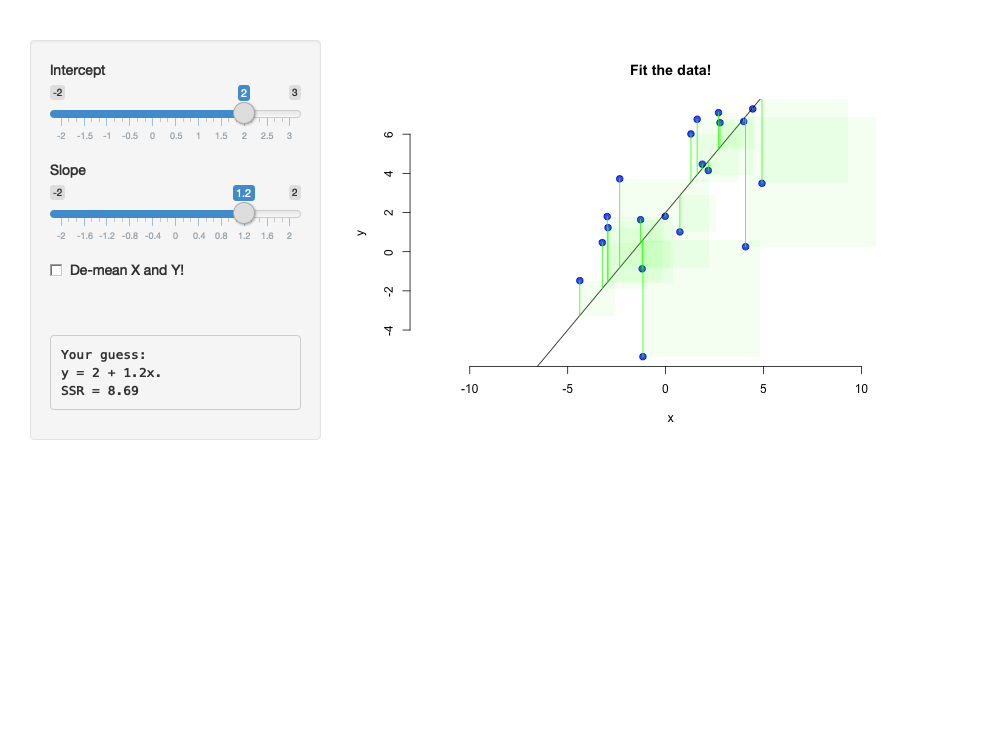 Intercept
-2 2 3
-2 -1.5 -1 -0.5 0 0.5 1 1.5 2 2.5 3
Slope
-2 1.2 2
-2 -1.6 -1.2 -0.8 -0.4 0 0.4 0.8 1.2 1.6 2
De-mean X and Y!
Your guess:
y = 2 + 1.2x.
SSR = 8.69
Fit the data!
y
6
4
2
0
-2
-4
-10 -5 0 5 10
x